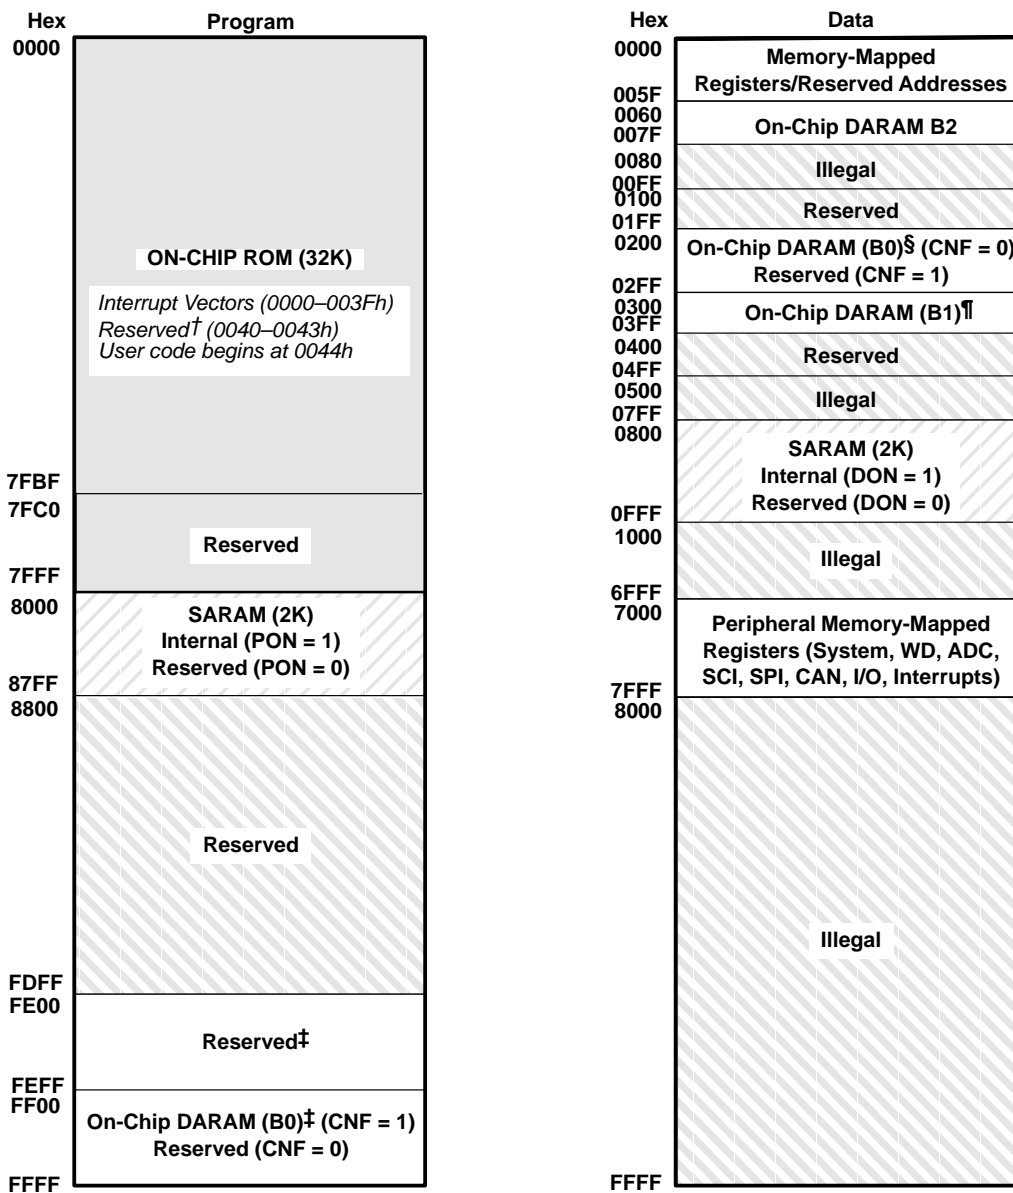 Hex
Program
0000
ON-CHIP ROM (32K)
Interrupt Vectors (0000–003Fh)
Reserved† (0040–0043h)
User code begins at 0044h
7FBF
7FC0
Reserved
7FFF
8000
SARAM (2K)
Internal (PON = 1)
Reserved (PON = 0)
87FF
8800
Reserved
FDFF
FE00
Reserved‡
FEFF
FF00
On-Chip DARAM (B0)‡ (CNF = 1)
Reserved (CNF = 0)
FFFF
Hex
Data
0000
Memory-Mapped
Registers/Reserved Addresses
005F
0060
On-Chip DARAM B2
007F
0080
Illegal
00FF
0100
Reserved
01FF
0200
On-Chip DARAM (B0)§ (CNF = 0)
Reserved (CNF = 1)
02FF
0300
On-Chip DARAM (B1)¶
03FF
0400
Reserved
04FF
0500
Illegal
07FF
0800
SARAM (2K)
Internal (DON = 1)
Reserved (DON = 0)
0FFF
1000
Illegal
6FFF
7000
Peripheral Memory-Mapped
Registers (System, WD, ADC,
SCI, SPI, CAN, I/O, Interrupts)
7FFF
8000
Illegal
FFFF